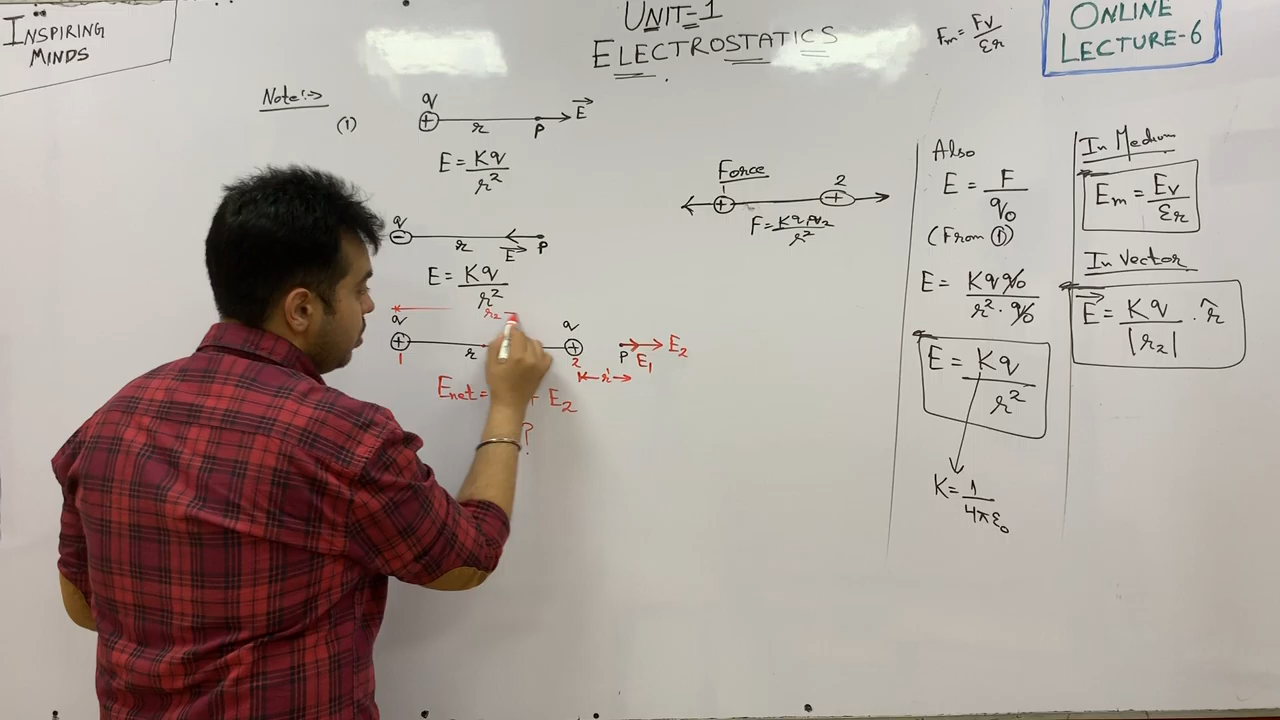 INSPIRING
MINDS
UNIT-1
ELECTROSTATICS
Fm = Fv/εr
ONLINE
LECTURE-6
Note:→
(1)
q
+
r
P
E⃗
E = Kq/r²
q
−
r
E⃗
P
E = Kq/r²
r₂
q
+
1
r
q
+
2
P
E₁
E₂
r'
Enet = + E₂
?
Force
1
2
+
+
F = Kq₁q₂/r²
Also
E = F/q₀
(From ①)
E = Kqq₀/r²·q₀
E = Kq/r²
K = 1/4πε₀
In Medium
Em = Ev/εr
In Vector
E⃗ = Kq/|r₂| · r̂